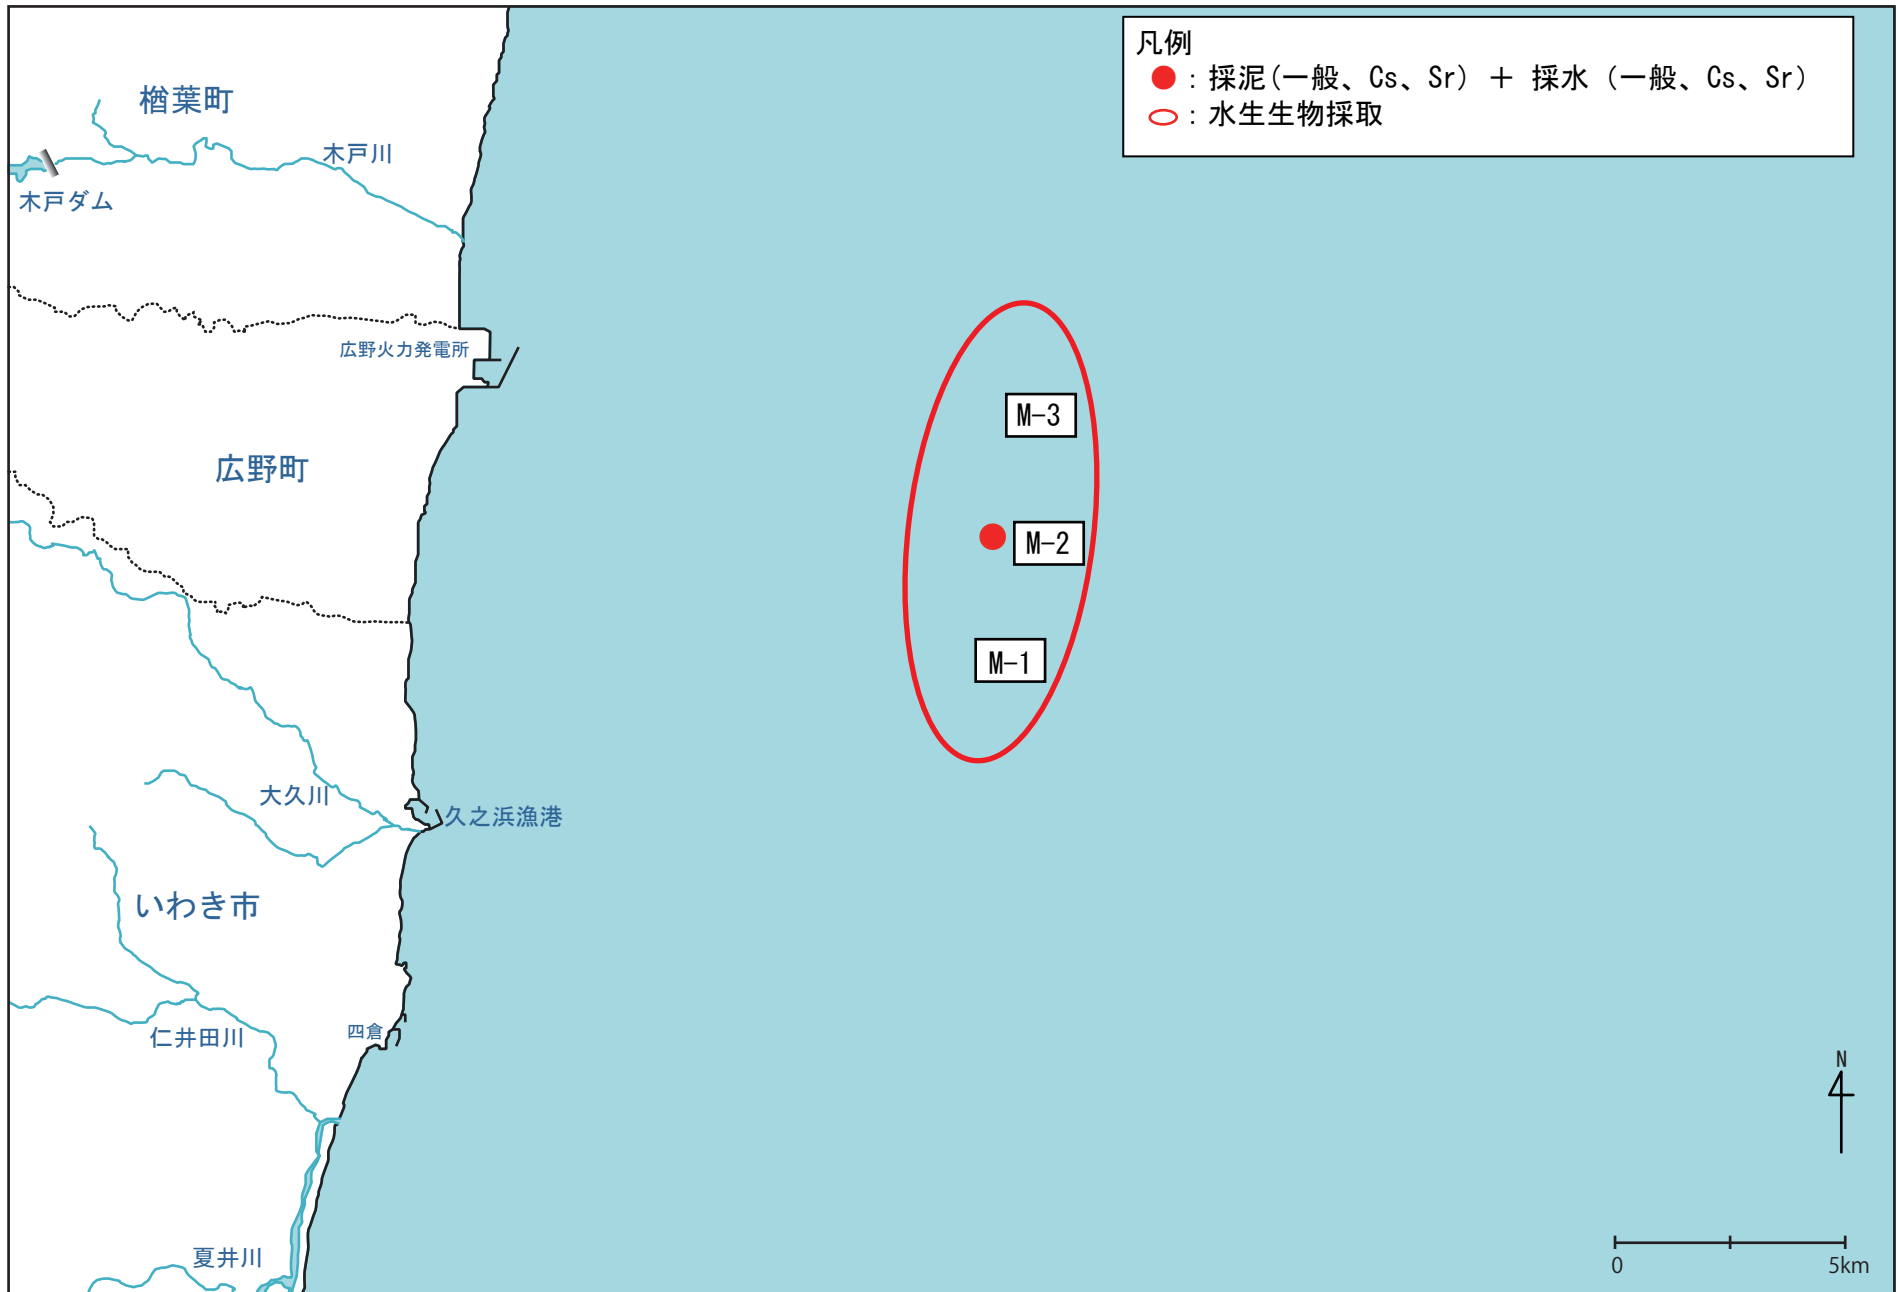 凡例
●：採泥(一般、Cs、Sr) ＋ 採水 (一般、Cs、Sr)
：水生生物採取
楢葉町
木戸川
木戸ダム
広野火力発電所
M-3
広野町
M-2
M-1
大久川
久之浜漁港
いわき市
仁井田川
四倉
N
夏井川
0 5km